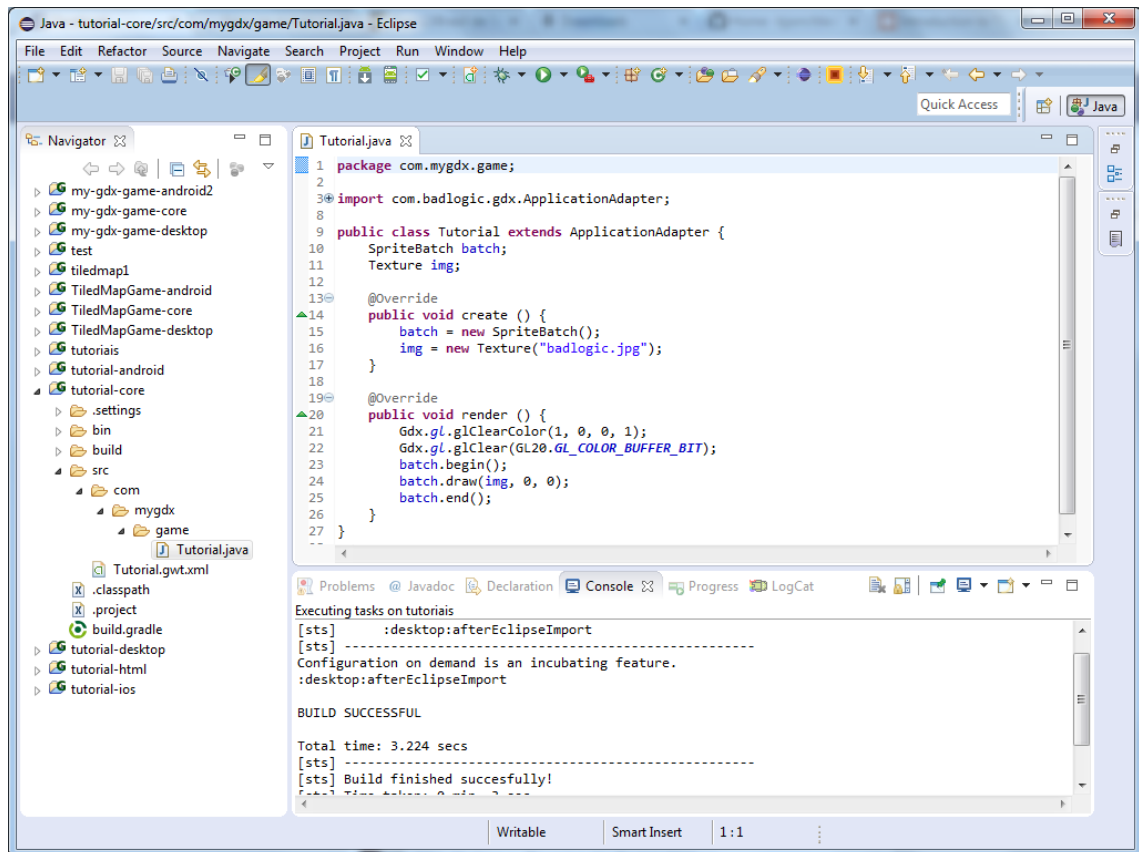 Java - tutorial-core/src/com/mygdx/game/Tutorial.java - Eclipse
File Edit Refactor Source Navigate Search Project Run Window Help
Quick Access
Java
Navigator
my-gdx-game-android2
my-gdx-game-core
my-gdx-game-desktop
test
tiledmap1
TiledMapGame-android
TiledMapGame-core
TiledMapGame-desktop
tutoriais
tutorial-android
tutorial-core
.settings
bin
build
src
com
mygdx
game
Tutorial.java
Tutorial.gwt.xml
.classpath
.project
build.gradle
tutorial-desktop
tutorial-html
tutorial-ios
Tutorial.java
1 package com.mygdx.game;
2
3 import com.badlogic.gdx.ApplicationAdapter;
8
9 public class Tutorial extends ApplicationAdapter {
10 SpriteBatch batch;
11 Texture img;
12
13 @Override
14 public void create () {
15 batch = new SpriteBatch();
16 img = new Texture("badlogic.jpg");
17 }
18
19 @Override
20 public void render () {
21 Gdx.gl.glClearColor(1, 0, 0, 1);
22 Gdx.gl.glClear(GL20.GL_COLOR_BUFFER_BIT);
23 batch.begin();
24 batch.draw(img, 0, 0);
25 batch.end();
26 }
27 }
Problems @ Javadoc Declaration Console Progress LogCat
Executing tasks on tutoriais
[sts] :desktop:afterEclipseImport
[sts] -----------------------------------------------------
Configuration on demand is an incubating feature.
:desktop:afterEclipseImport
BUILD SUCCESSFUL
Total time: 3.224 secs
[sts] -----------------------------------------------------
[sts] Build finished succesfully!
Writable Smart Insert 1 : 1